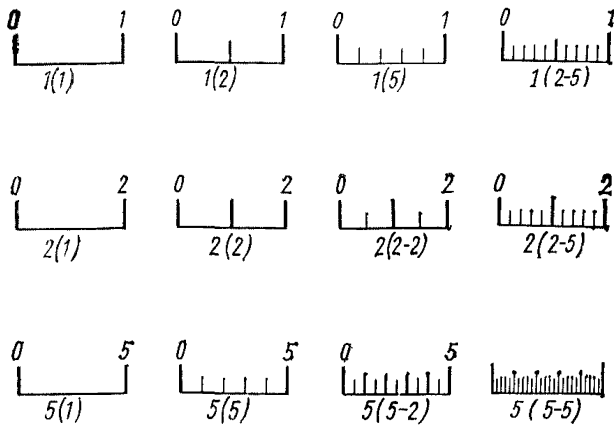 0 1 0 1 0 1 0 1
1(1) 1(2) 1(5) 1(2-5)
0 2 0 2 0 2 0 2
2(1) 2(2) 2(2-2) 2(2-5)
0 5 0 5 0 5
5(1) 5(5) 5(5-2) 5(5-5)